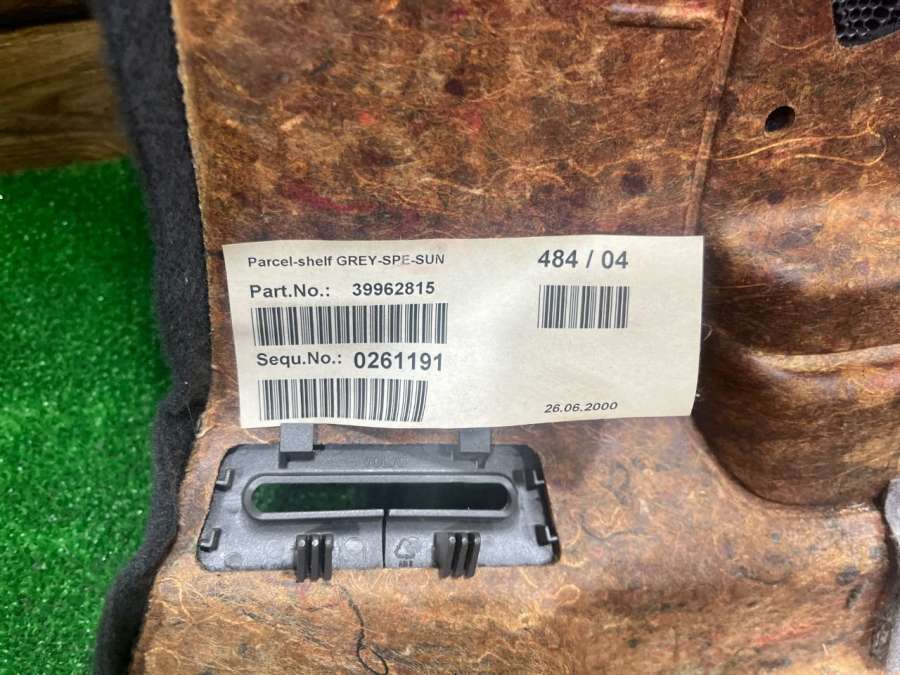 Parcel-shelf GREY-SPE-SUN
484 / 04
Part.No.: 39962815
Sequ.No.: 0261191
26.06.2000